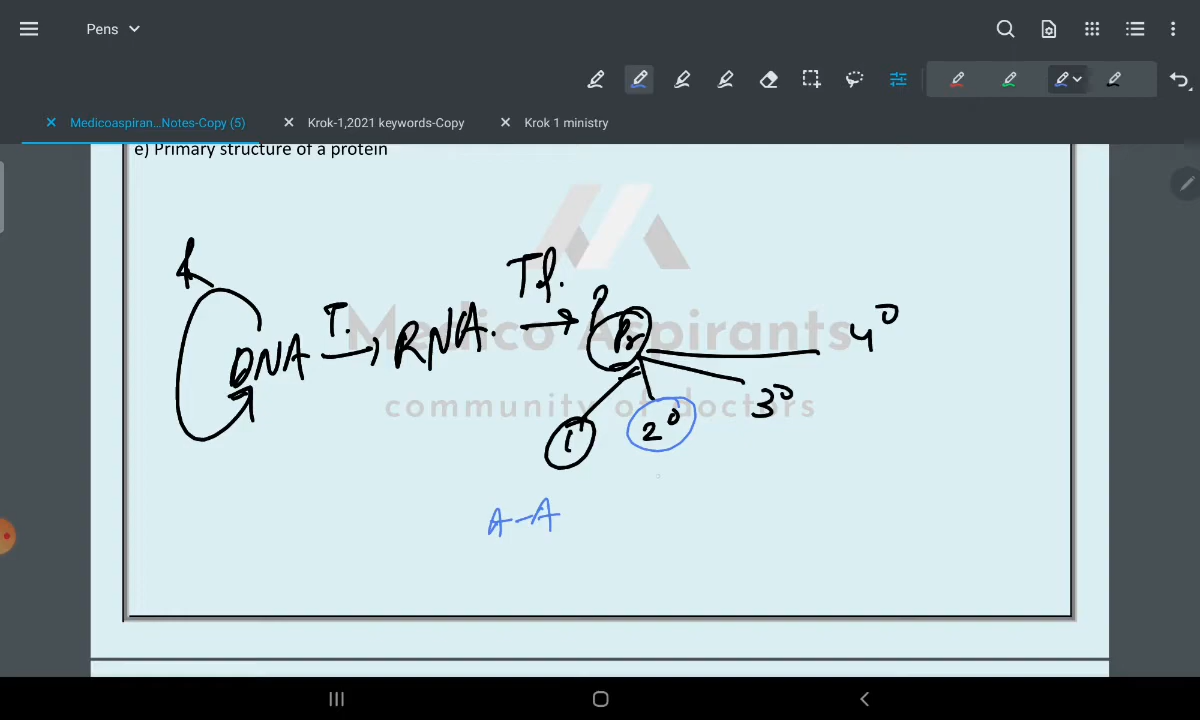 Pens
Medicoaspiran...Notes-Copy (5)
Krok-1,2021 keywords-Copy
Krok 1 ministry
e) Primary structure of a protein
DNA T. RNA. Tl. Pr 4°
Medico Aspirants
community of doctors
1° 2° 3°
A-A